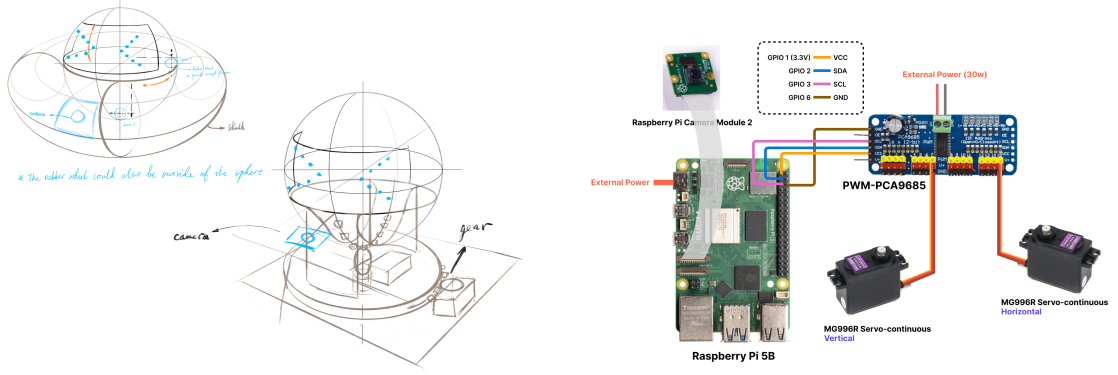 camera
shell
* The rubber wheel could also be outside of the sphere.
camera
gear
Raspberry Pi Camera Module 2
GPIO 1 (3.3V) VCC
GPIO 2 SDA
GPIO 3 SCL
GPIO 6 GND
External Power (30w)
External Power
PCA9685
PWM-PCA9685
MG996R Servo-continuous
Vertical
MG996R Servo-continuous
Horizontal
Raspberry Pi 5B